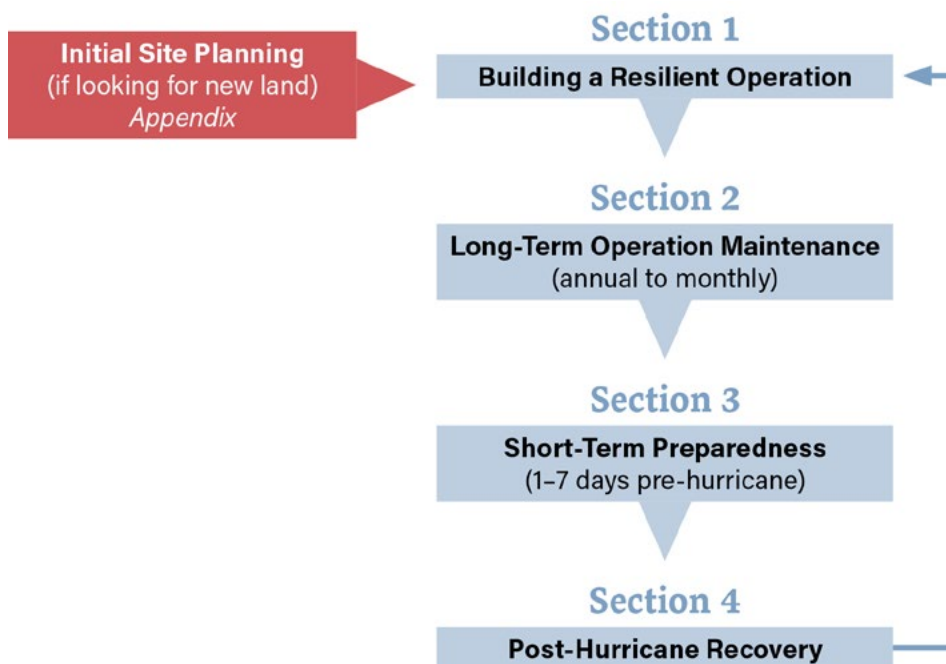 Initial Site Planning
(if looking for new land)
Appendix
Section 1
Building a Resilient Operation
Section 2
Long-Term Operation Maintenance
(annual to monthly)
Section 3
Short-Term Preparedness
(1–7 days pre-hurricane)
Section 4
Post-Hurricane Recovery